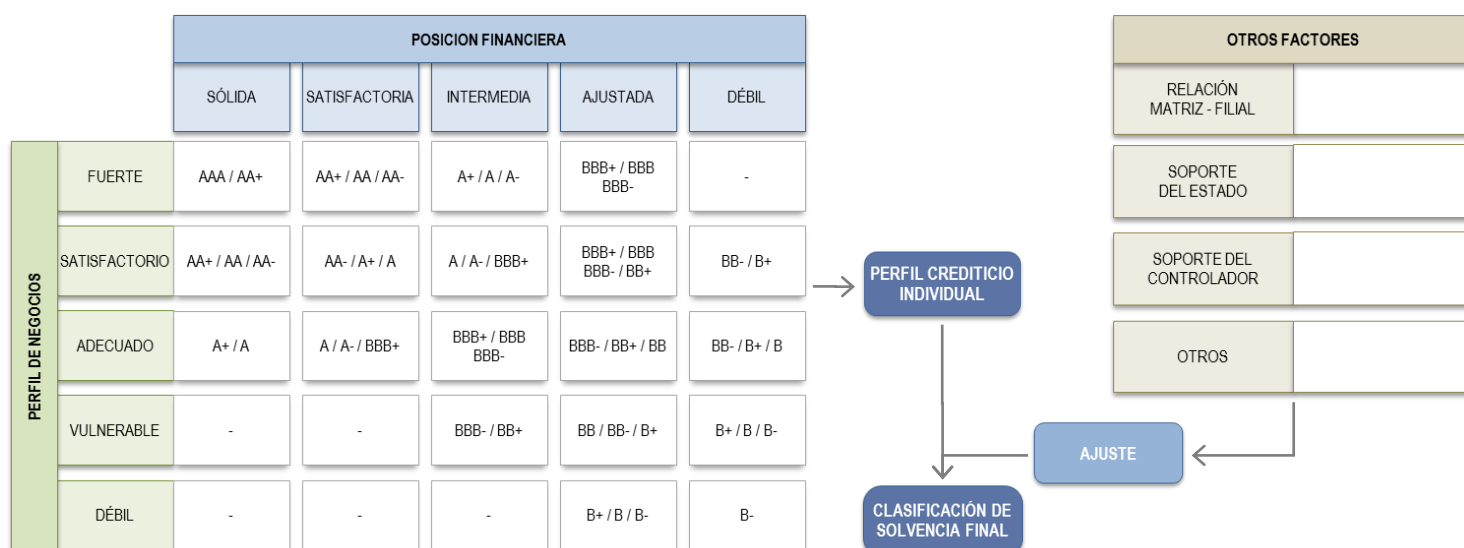 POSICION FINANCIERA
SÓLIDA
SATISFACTORIA
INTERMEDIA
AJUSTADA
DÉBIL
PERFIL DE NEGOCIOS
FUERTE
AAA / AA+
AA+ / AA / AA-
A+ / A / A-
BBB+ / BBB
BBB-
-
SATISFACTORIO
AA+ / AA / AA-
AA- / A+ / A
A / A- / BBB+
BBB+ / BBB
BBB- / BB+
BB- / B+
ADECUADO
A+ / A
A / A- / BBB+
BBB+ / BBB
BBB-
BBB- / BB+ / BB
BB- / B+ / B
VULNERABLE
-
-
BBB- / BB+
BB / BB- / B+
B+ / B / B-
DÉBIL
-
-
-
B+ / B / B-
B-
PERFIL CREDITICIO
INDIVIDUAL
CLASIFICACIÓN DE
SOLVENCIA FINAL
OTROS FACTORES
RELACIÓN
MATRIZ - FILIAL
SOPORTE
DEL ESTADO
SOPORTE DEL
CONTROLADOR
OTROS
AJUSTE